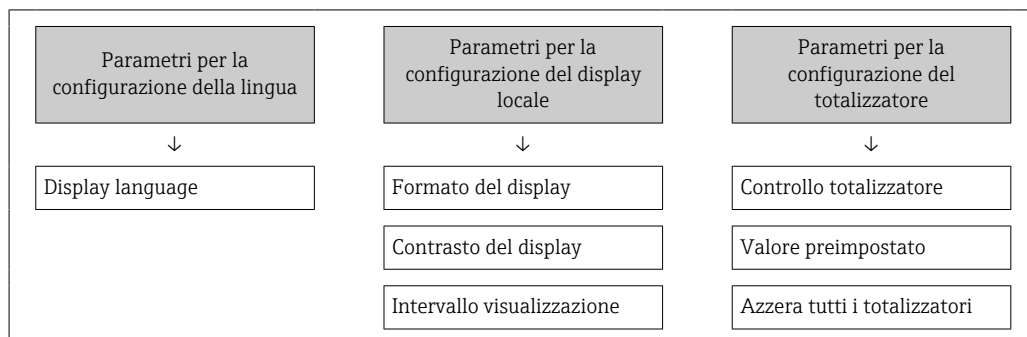 Parametri per la
configurazione della lingua
↓
Display language
Parametri per la
configurazione del display
locale
↓
Formato del display
Contrasto del display
Intervallo visualizzazione
Parametri per la
configurazione del
totalizzatore
↓
Controllo totalizzatore
Valore preimpostato
Azzera tutti i totalizzatori